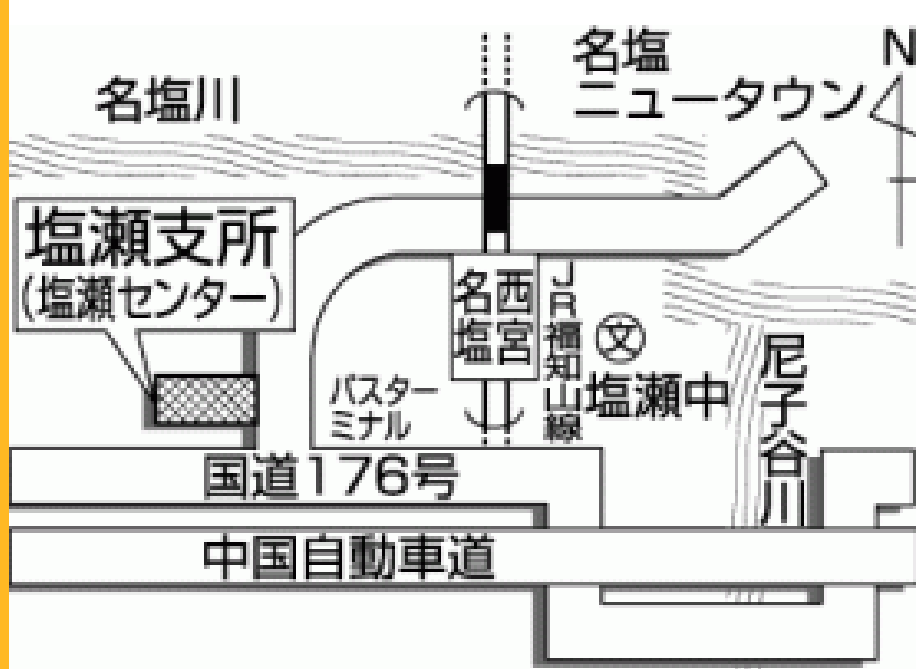 名塩
ニュータウン
N
名塩川
塩瀬支所
(塩瀬センター)
西宮
名塩
JR福知山線
文
塩瀬中
尼子谷川
バスター
ミナル
国道176号
中国自動車道